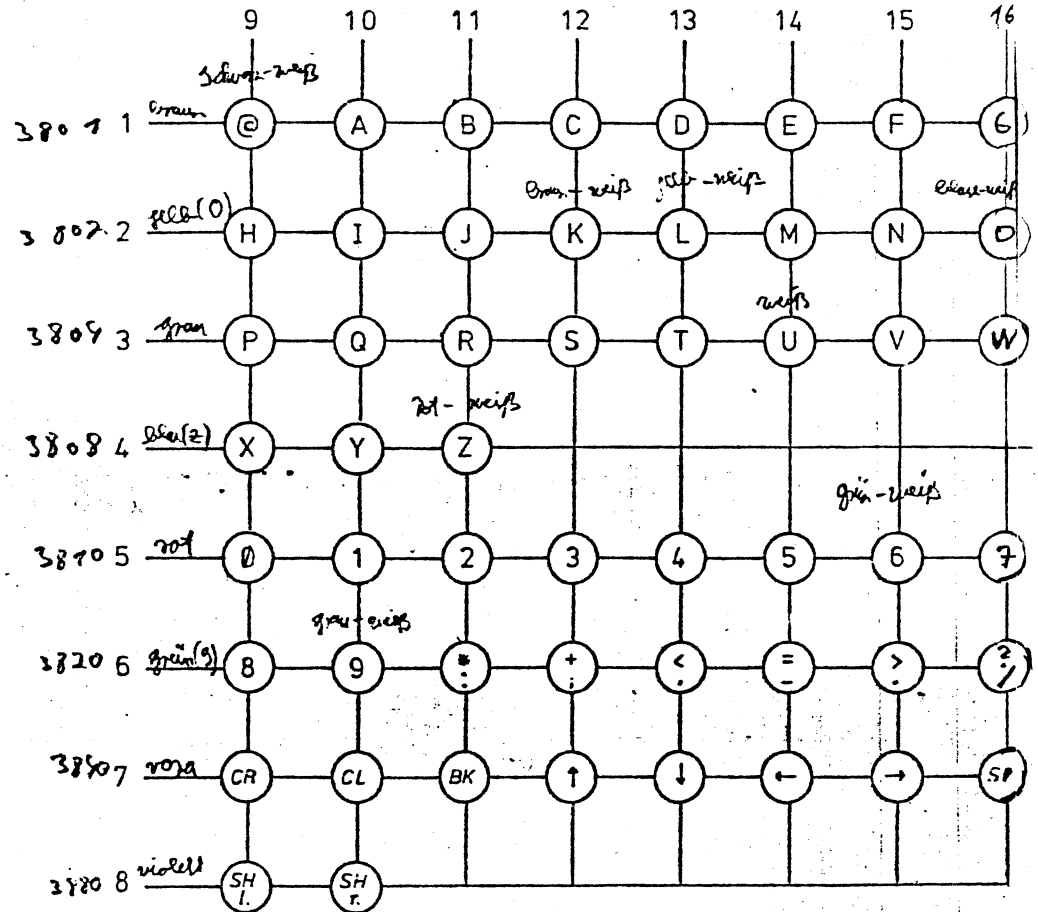 9 10 11 12 13 14 15 16
schwarz-weiß
3801 1 braun @ A B C D E F G
braun-weiß gelb-weiß blau-weiß
3802 2 gelb(O) H I J K L M N O
weiß
3804 3 grau P Q R S T U V W
rot-weiß
3808 4 blau(z) X Y Z
grün-weiß
3810 5 rot 0 1 2 3 4 5 6 7
grau-weiß
3820 6 grün(9) 8 9 * : + ; < , = - > . ? /
3840 7 rosa CR CL BK ↑ ↓ ← → SP
3880 8 violett SH l. SH r.